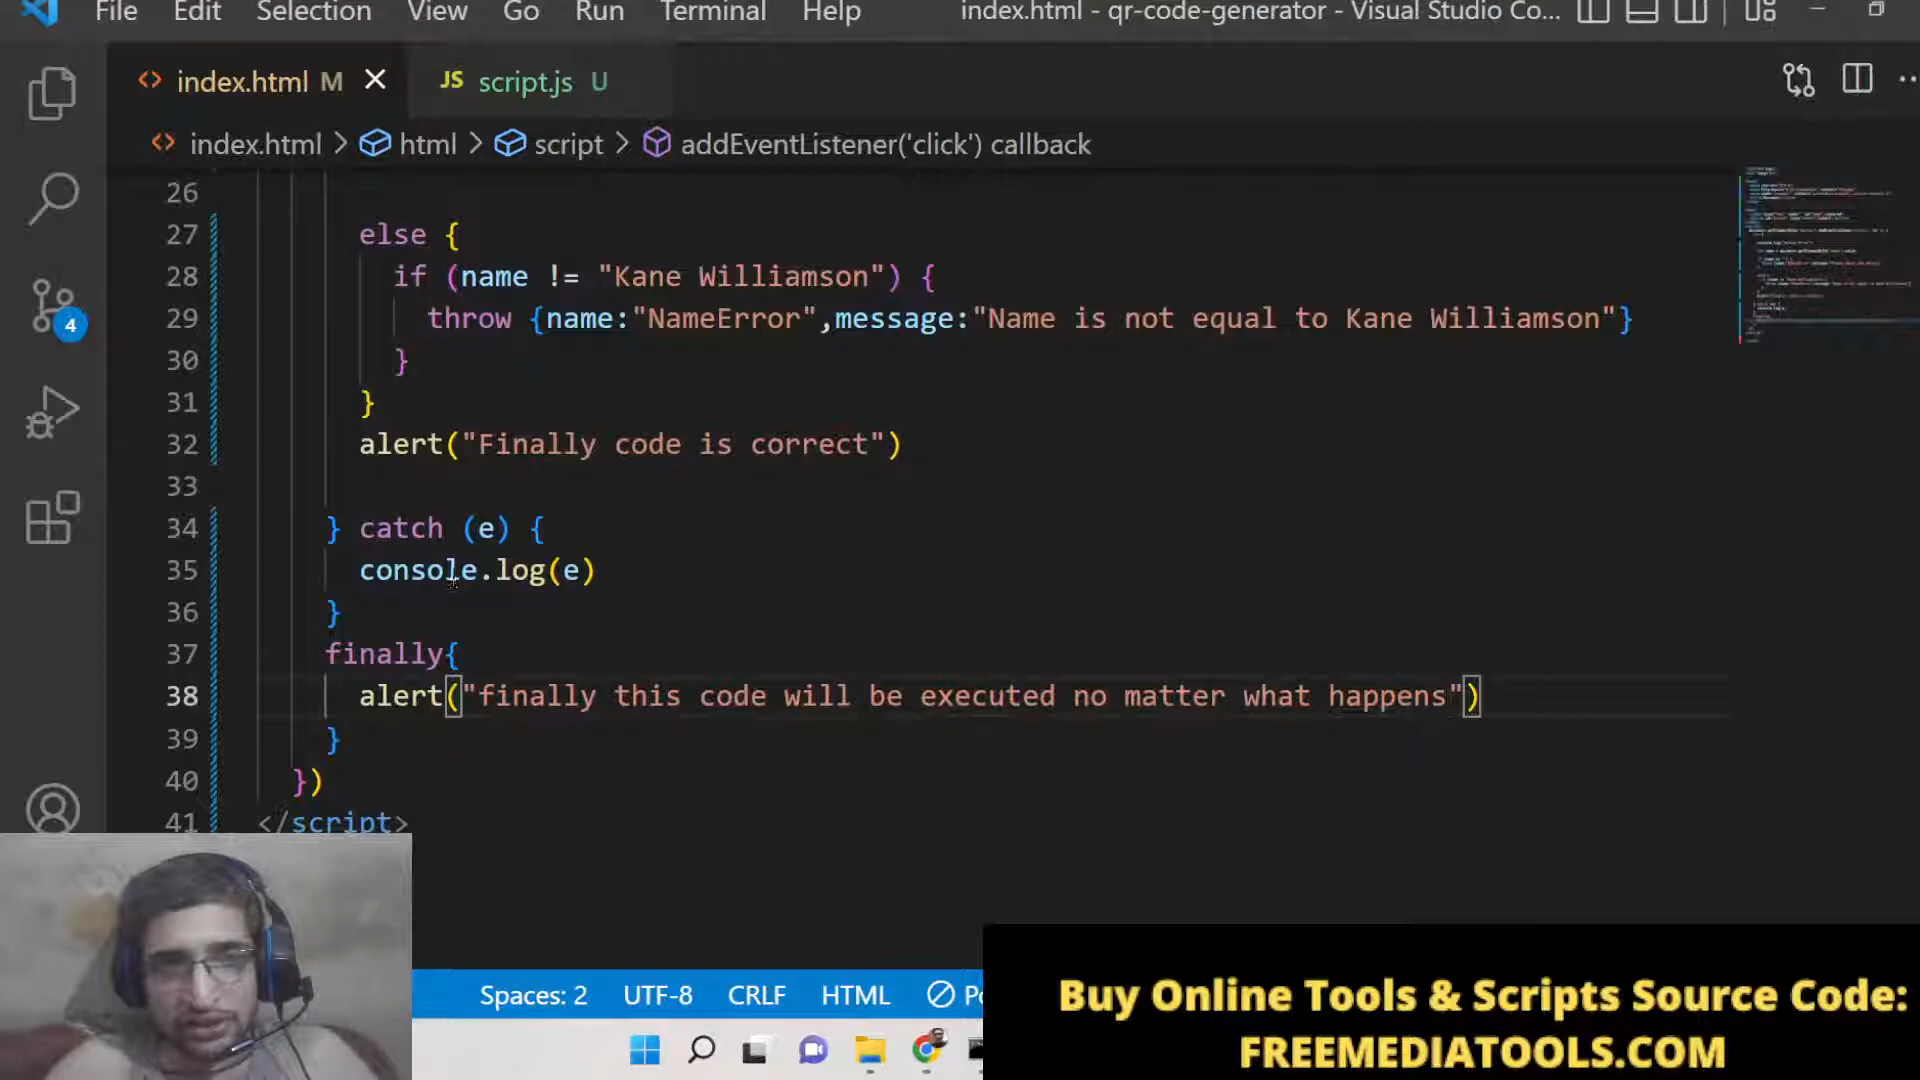 File Edit Selection View Go Run Terminal Help index.html - qr-code-generator - Visual Studio Co...
index.html M JS script.js U
index.html > html > script > addEventListener('click') callback
26
27 else {
28 if (name != "Kane Williamson") {
29 throw {name:"NameError",message:"Name is not equal to Kane Williamson"}
30 }
31 }
32 alert("Finally code is correct")
33
34 } catch (e) {
35 console.log(e)
36 }
37 finally{
38 alert("finally this code will be executed no matter what happens")
39 }
40 })
41 </script>
4
Spaces: 2 UTF-8 CRLF HTML
Buy Online Tools & Scripts Source Code:
FREEMEDIATOOLS.COM